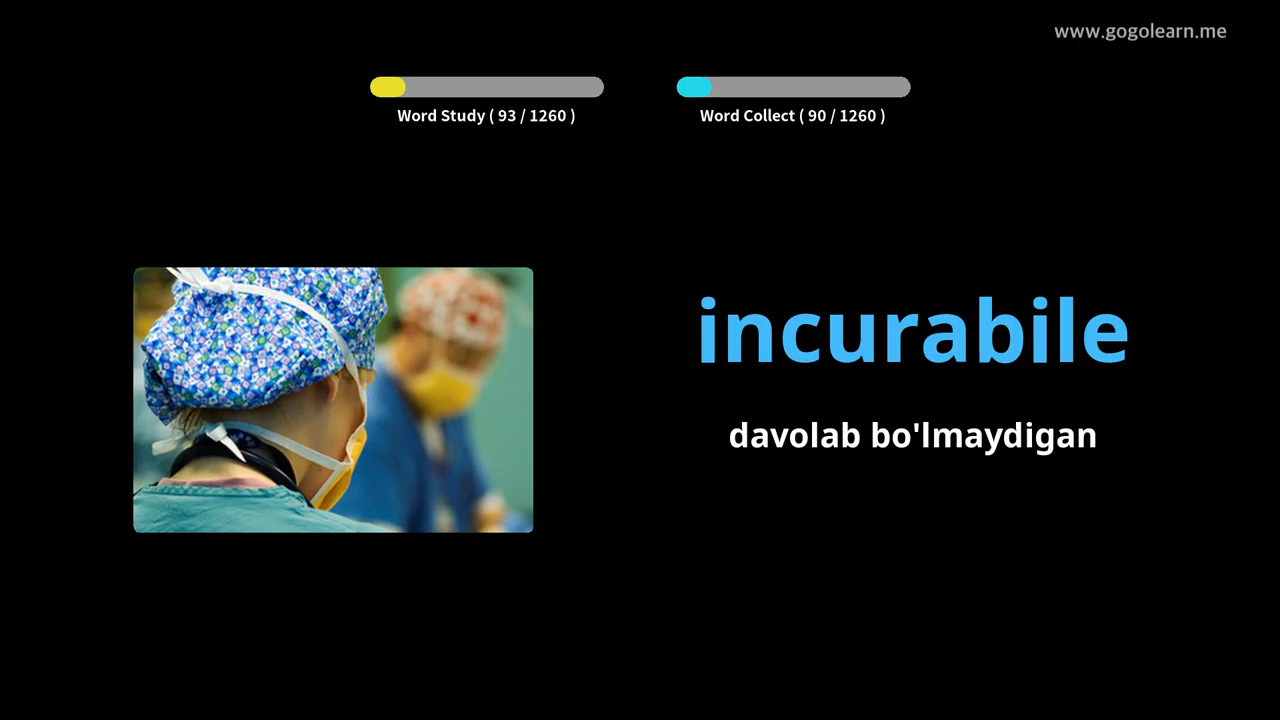 www.gogolearn.me
Word Study ( 93 / 1260 )
Word Collect ( 90 / 1260 )
incurabile
davolab bo'lmaydigan